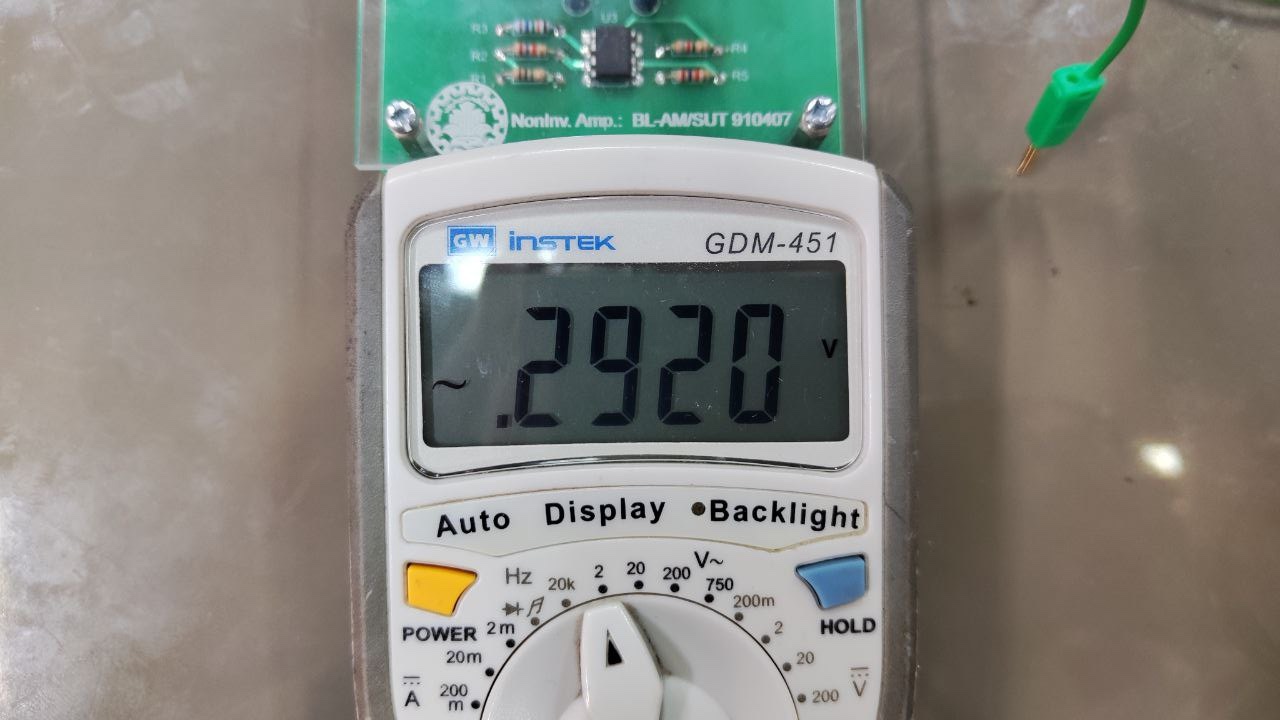 U3
R3
R2
R1
R4
R5
NonInv. Amp.: BL-AM/SUT 910407
GW INSTEK GDM-451
~ .2920 V
Auto Display Backlight
Hz 20k 2 20 200 V~ 750
200m
POWER 2m 2 HOLD
20m 20
A 200m 200 V